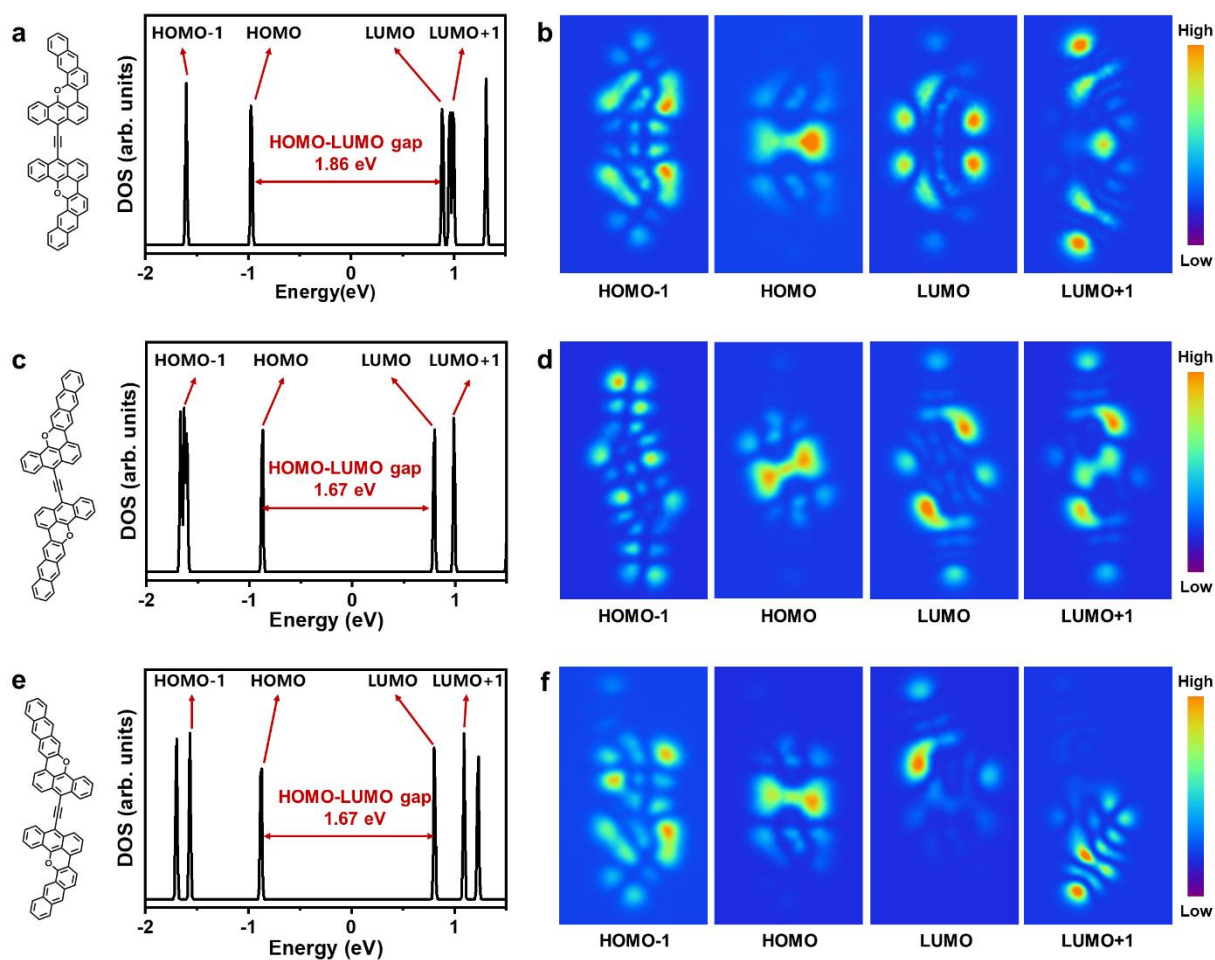 a
HOMO-1 HOMO LUMO LUMO+1
DOS (arb. units)
HOMO-LUMO gap
1.86 eV
-2 -1 0 1
Energy(eV)
O
O
b
High
Low
HOMO-1 HOMO LUMO LUMO+1
c
HOMO-1 HOMO LUMO LUMO+1
DOS (arb. units)
HOMO-LUMO gap
1.67 eV
-2 -1 0 1
Energy (eV)
O
O
d
High
Low
HOMO-1 HOMO LUMO LUMO+1
e
HOMO-1 HOMO LUMO LUMO+1
DOS (arb. units)
HOMO-LUMO gap
1.67 eV
-2 -1 0 1
Energy (eV)
O
O
f
High
Low
HOMO-1 HOMO LUMO LUMO+1